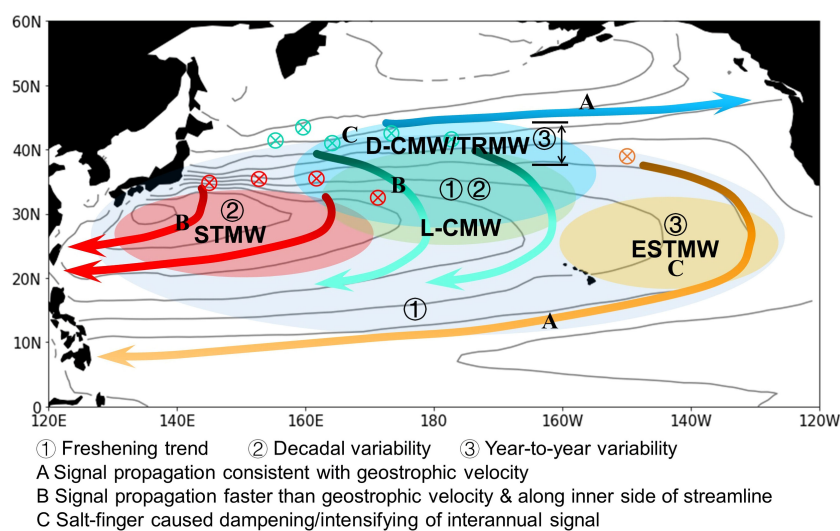 60N
50N
40N
30N
20N
10N
0
120E 140E 160E 180 160W 140W 120W
A
C
D-CMW/TRMW ③
B
① ②
L-CMW
②
B
STMW
③
ESTMW
C
①
A
① Freshening trend ② Decadal variability ③ Year-to-year variability
A Signal propagation consistent with geostrophic velocity
B Signal propagation faster than geostrophic velocity & along inner side of streamline
C Salt-finger caused dampening/intensifying of interannual signal